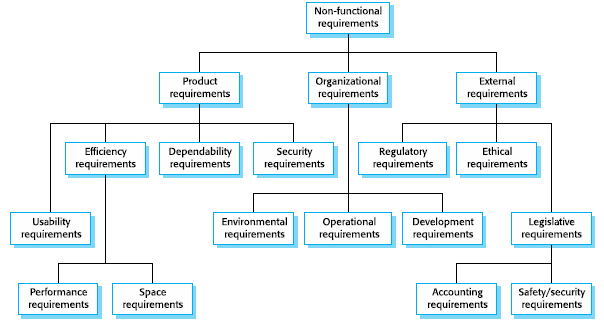 Non-functional
requirements
Product
requirements
Organizational
requirements
External
requirements
Efficiency
requirements
Dependability
requirements
Security
requirements
Regulatory
requirements
Ethical
requirements
Usability
requirements
Environmental
requirements
Operational
requirements
Development
requirements
Legislative
requirements
Performance
requirements
Space
requirements
Accounting
requirements
Safety/security
requirements